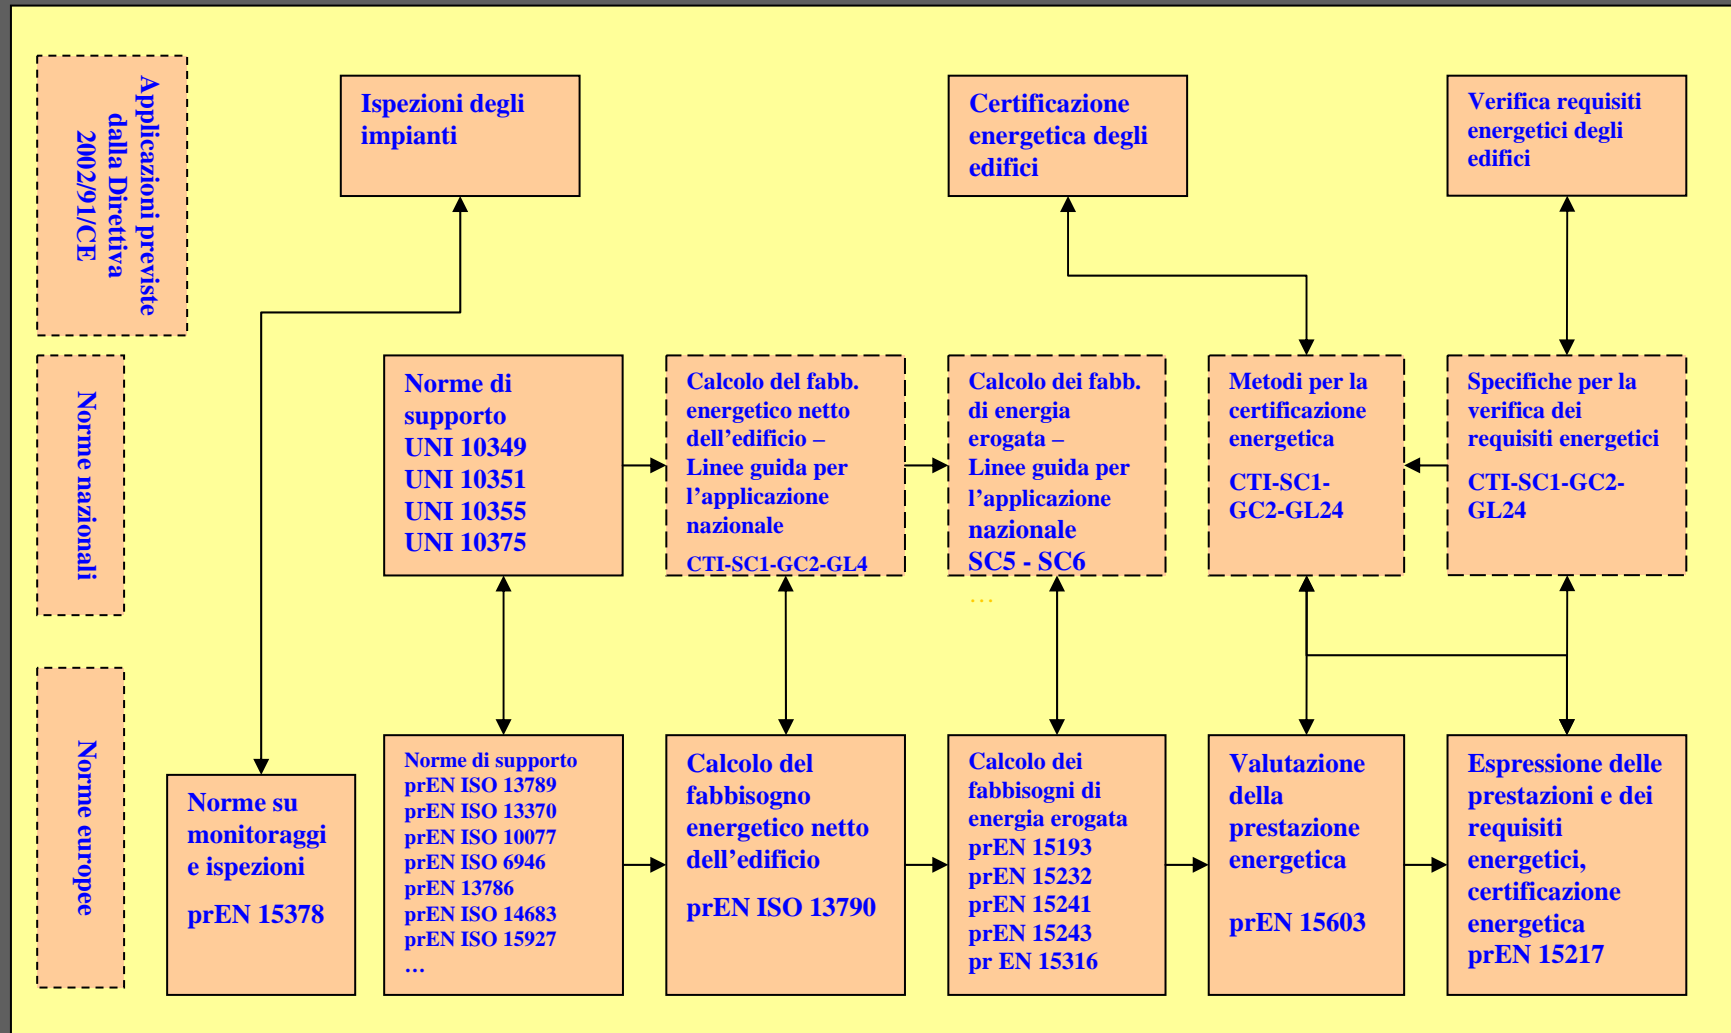 Applicazioni previste
dalla Direttiva
2002/91/CE
Ispezioni degli
impianti
Certificazione
energetica degli
edifici
Verifica requisiti
energetici degli
edifici
Norme nazionali
Norme di
supporto
UNI 10349
UNI 10351
UNI 10355
UNI 10375
Calcolo del fabb.
energetico netto
dell'edificio –
Linee guida per
l'applicazione
nazionale
CTI-SC1-GC2-GL4
Calcolo dei fabb.
di energia
erogata –
Linee guida per
l'applicazione
nazionale
SC5 - SC6
…
Metodi per la
certificazione
energetica
CTI-SC1-
GC2-GL24
Specifiche per la
verifica dei
requisiti energetici
CTI-SC1-GC2-
GL24
Norme europee
Norme su
monitoraggi
e ispezioni
prEN 15378
Norme di supporto
prEN ISO 13789
prEN ISO 13370
prEN ISO 10077
prEN ISO 6946
prEN 13786
prEN ISO 14683
prEN ISO 15927
…
Calcolo del
fabbisogno
energetico netto
dell'edificio
prEN ISO 13790
Calcolo dei
fabbisogni di
energia erogata
prEN 15193
prEN 15232
prEN 15241
prEN 15243
pr EN 15316
Valutazione
della
prestazione
energetica
prEN 15603
Espressione delle
prestazioni e dei
requisiti
energetici,
certificazione
energetica
prEN 15217